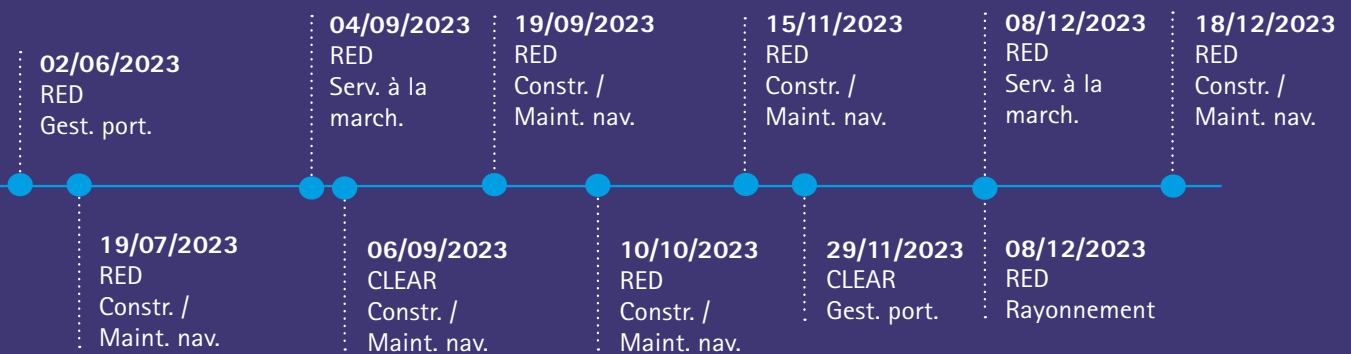 02/06/2023
RED
Gest. port.
04/09/2023
RED
Serv. à la
march.
19/09/2023
RED
Constr. /
Maint. nav.
15/11/2023
RED
Constr. /
Maint. nav.
08/12/2023
RED
Serv. à la
march.
18/12/2023
RED
Constr. /
Maint. nav.
19/07/2023
RED
Constr. /
Maint. nav.
06/09/2023
CLEAR
Constr. /
Maint. nav.
10/10/2023
RED
Constr. /
Maint. nav.
29/11/2023
CLEAR
Gest. port.
08/12/2023
RED
Rayonnement